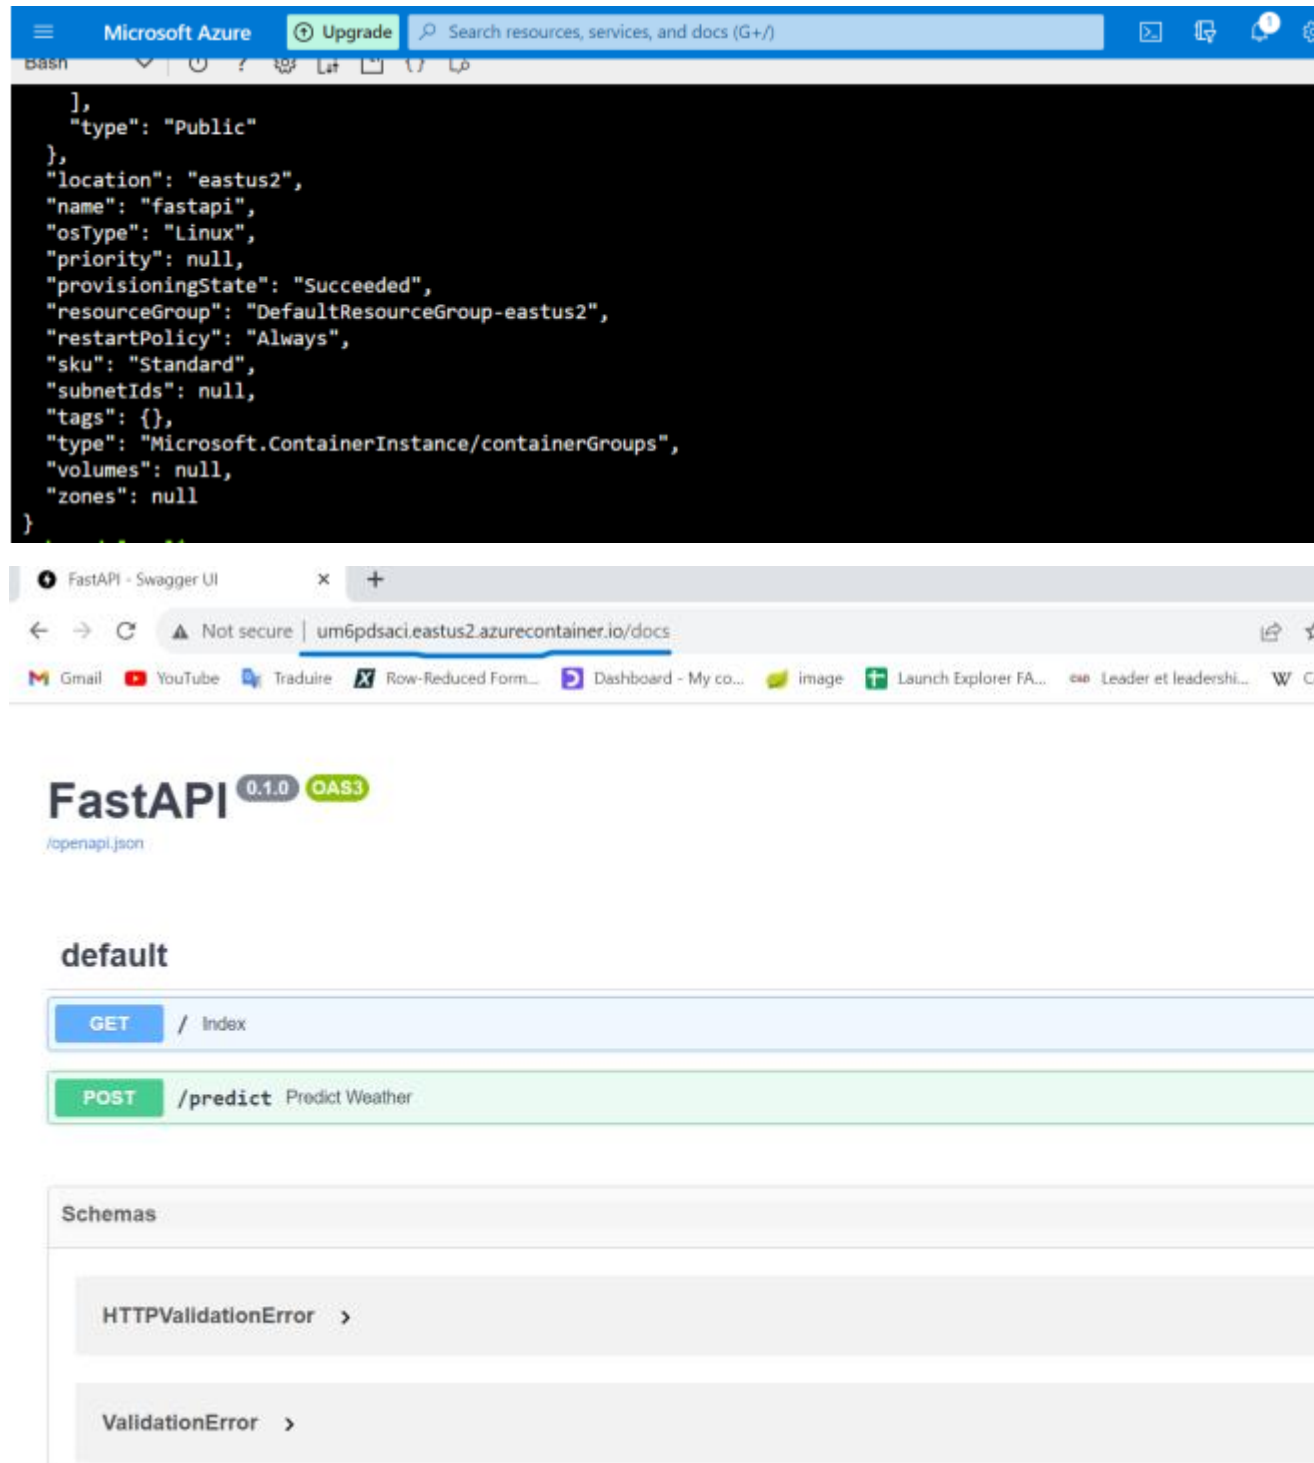 Microsoft Azure Upgrade Search resources, services, and docs (G+/) 1
Bash ? {}
],
"type": "Public"
},
"location": "eastus2",
"name": "fastapi",
"osType": "Linux",
"priority": null,
"provisioningState": "Succeeded",
"resourceGroup": "DefaultResourceGroup-eastus2",
"restartPolicy": "Always",
"sku": "Standard",
"subnetIds": null,
"tags": {},
"type": "Microsoft.ContainerInstance/containerGroups",
"volumes": null,
"zones": null
}
FastAPI - Swagger UI × +
Not secure | um6pdsaci.eastus2.azurecontainer.io/docs
Gmail YouTube Traduire Row-Reduced Form... Dashboard - My co... image Launch Explorer FA... Leader et leadershi... W C
FastAPI 0.1.0 OAS3
/openapi.json
default
GET / Index
POST /predict Predict Weather
Schemas
HTTPValidationError >
ValidationError >